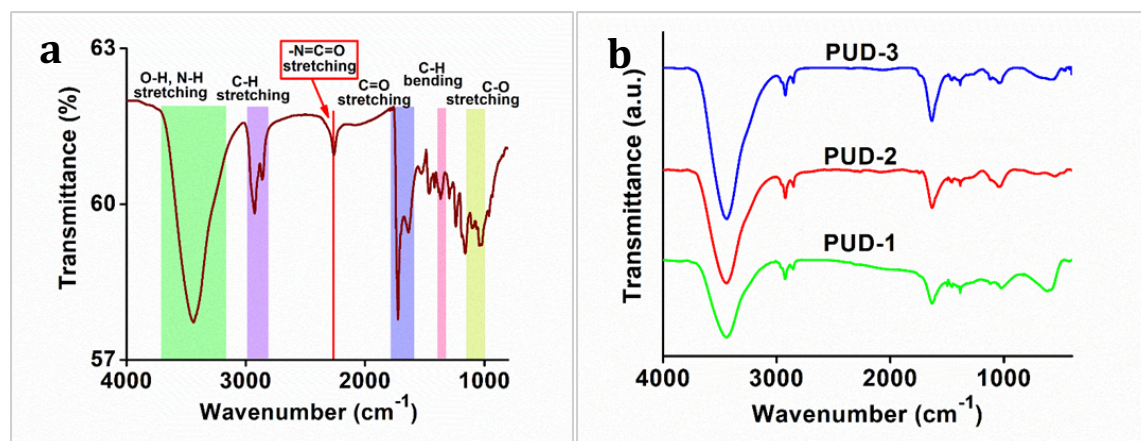 a
63
60
57
Transmittance (%)
4000
3000
2000
1000
Wavenumber (cm⁻¹)
O-H, N-H
stretching
C-H
stretching
-N=C=O
stretching
C=O
stretching
C-H
bending
C-O
stretching
b
PUD-3
PUD-2
PUD-1
Transmittance (a.u.)
4000
3000
2000
1000
Wavenumber (cm⁻¹)